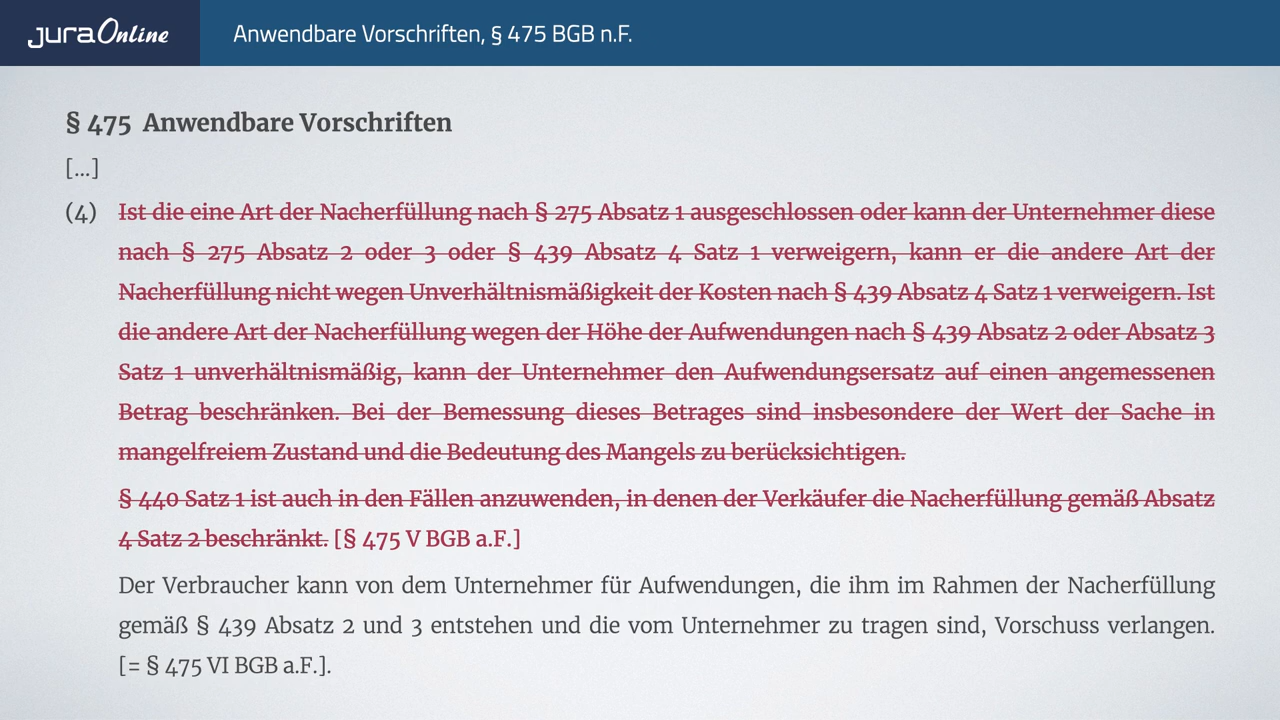 juraOnline
Anwendbare Vorschriften, § 475 BGB n.F.
§ 475 Anwendbare Vorschriften
[...]
(4) Ist die eine Art der Nacherfüllung nach § 275 Absatz 1 ausgeschlossen oder kann der Unternehmer diese
nach § 275 Absatz 2 oder 3 oder § 439 Absatz 4 Satz 1 verweigern, kann er die andere Art der
Nacherfüllung nicht wegen Unverhältnismäßigkeit der Kosten nach § 439 Absatz 4 Satz 1 verweigern. Ist
die andere Art der Nacherfüllung wegen der Höhe der Aufwendungen nach § 439 Absatz 2 oder Absatz 3
Satz 1 unverhältnismäßig, kann der Unternehmer den Aufwendungsersatz auf einen angemessenen
Betrag beschränken. Bei der Bemessung dieses Betrages sind insbesondere der Wert der Sache in
mangelfreiem Zustand und die Bedeutung des Mangels zu berücksichtigen.
§ 440 Satz 1 ist auch in den Fällen anzuwenden, in denen der Verkäufer die Nacherfüllung gemäß Absatz
4 Satz 2 beschränkt. [§ 475 V BGB a.F.]
Der Verbraucher kann von dem Unternehmer für Aufwendungen, die ihm im Rahmen der Nacherfüllung
gemäß § 439 Absatz 2 und 3 entstehen und die vom Unternehmer zu tragen sind, Vorschuss verlangen.
[= § 475 VI BGB a.F.].